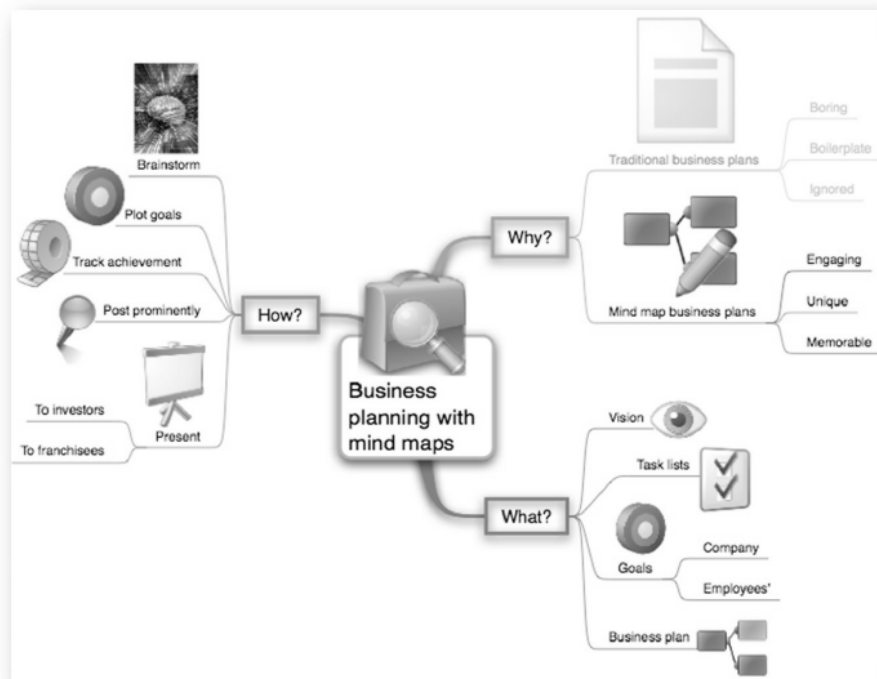 Business
planning with
mind maps
Why?
Traditional business plans
Boring
Boilerplate
Ignored
Mind map business plans
Engaging
Unique
Memorable
How?
Brainstorm
Plot goals
Track achievement
Post prominently
Present
To investors
To franchisees
What?
Vision
Task lists
Goals
Company
Employees'
Business plan